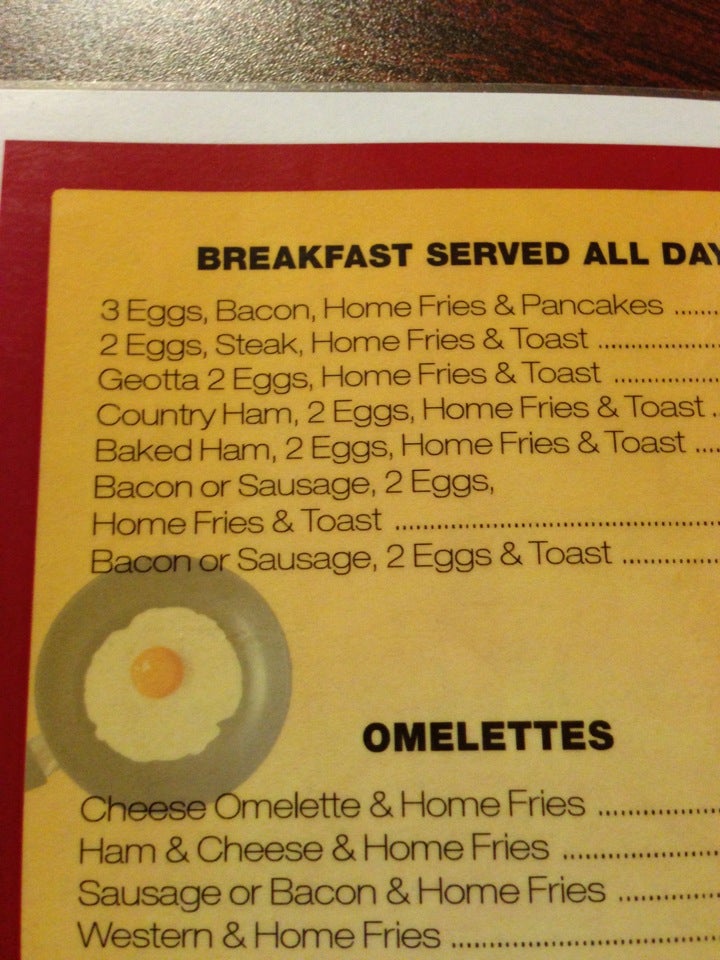 BREAKFAST SERVED ALL DAY
3 Eggs, Bacon, Home Fries & Pancakes .......
2 Eggs, Steak, Home Fries & Toast ...................
Geotta 2 Eggs, Home Fries & Toast ................
Country Ham, 2 Eggs, Home Fries & Toast ..
Baked Ham, 2 Eggs, Home Fries & Toast ....
Bacon or Sausage, 2 Eggs,
Home Fries & Toast ..................................................
Bacon or Sausage, 2 Eggs & Toast ...............
OMELETTES
Cheese Omelette & Home Fries ..................
Ham & Cheese & Home Fries .......................
Sausage or Bacon & Home Fries ...............
Western & Home Fries ......................................